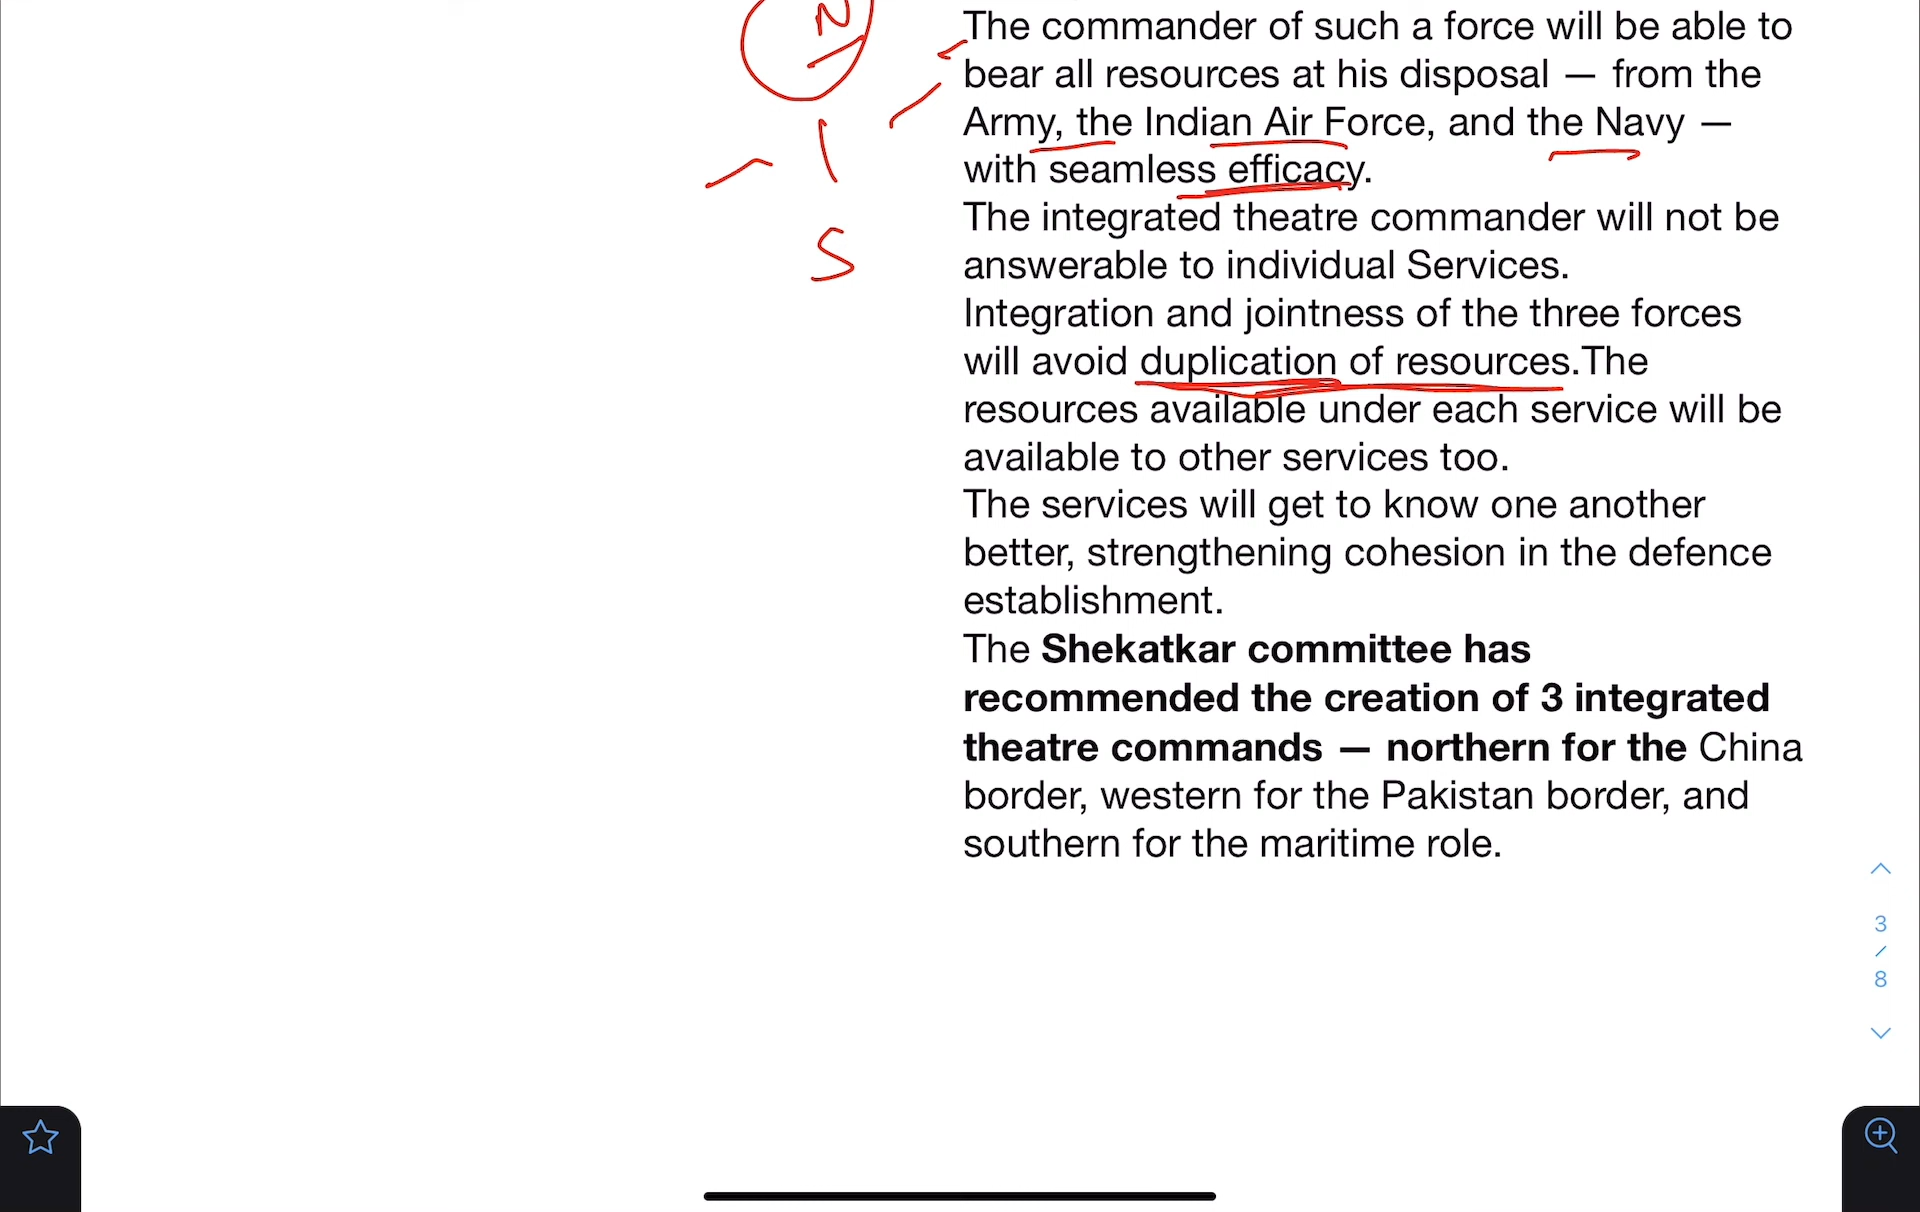 N
The commander of such a force will be able to
bear all resources at his disposal — from the
Army, the Indian Air Force, and the Navy —
with seamless efficacy.
S
The integrated theatre commander will not be
answerable to individual Services.
Integration and jointness of the three forces
will avoid duplication of resources.The
resources available under each service will be
available to other services too.
The services will get to know one another
better, strengthening cohesion in the defence
establishment.
The Shekatkar committee has
recommended the creation of 3 integrated
theatre commands — northern for the China
border, western for the Pakistan border, and
southern for the maritime role.
3
/
8